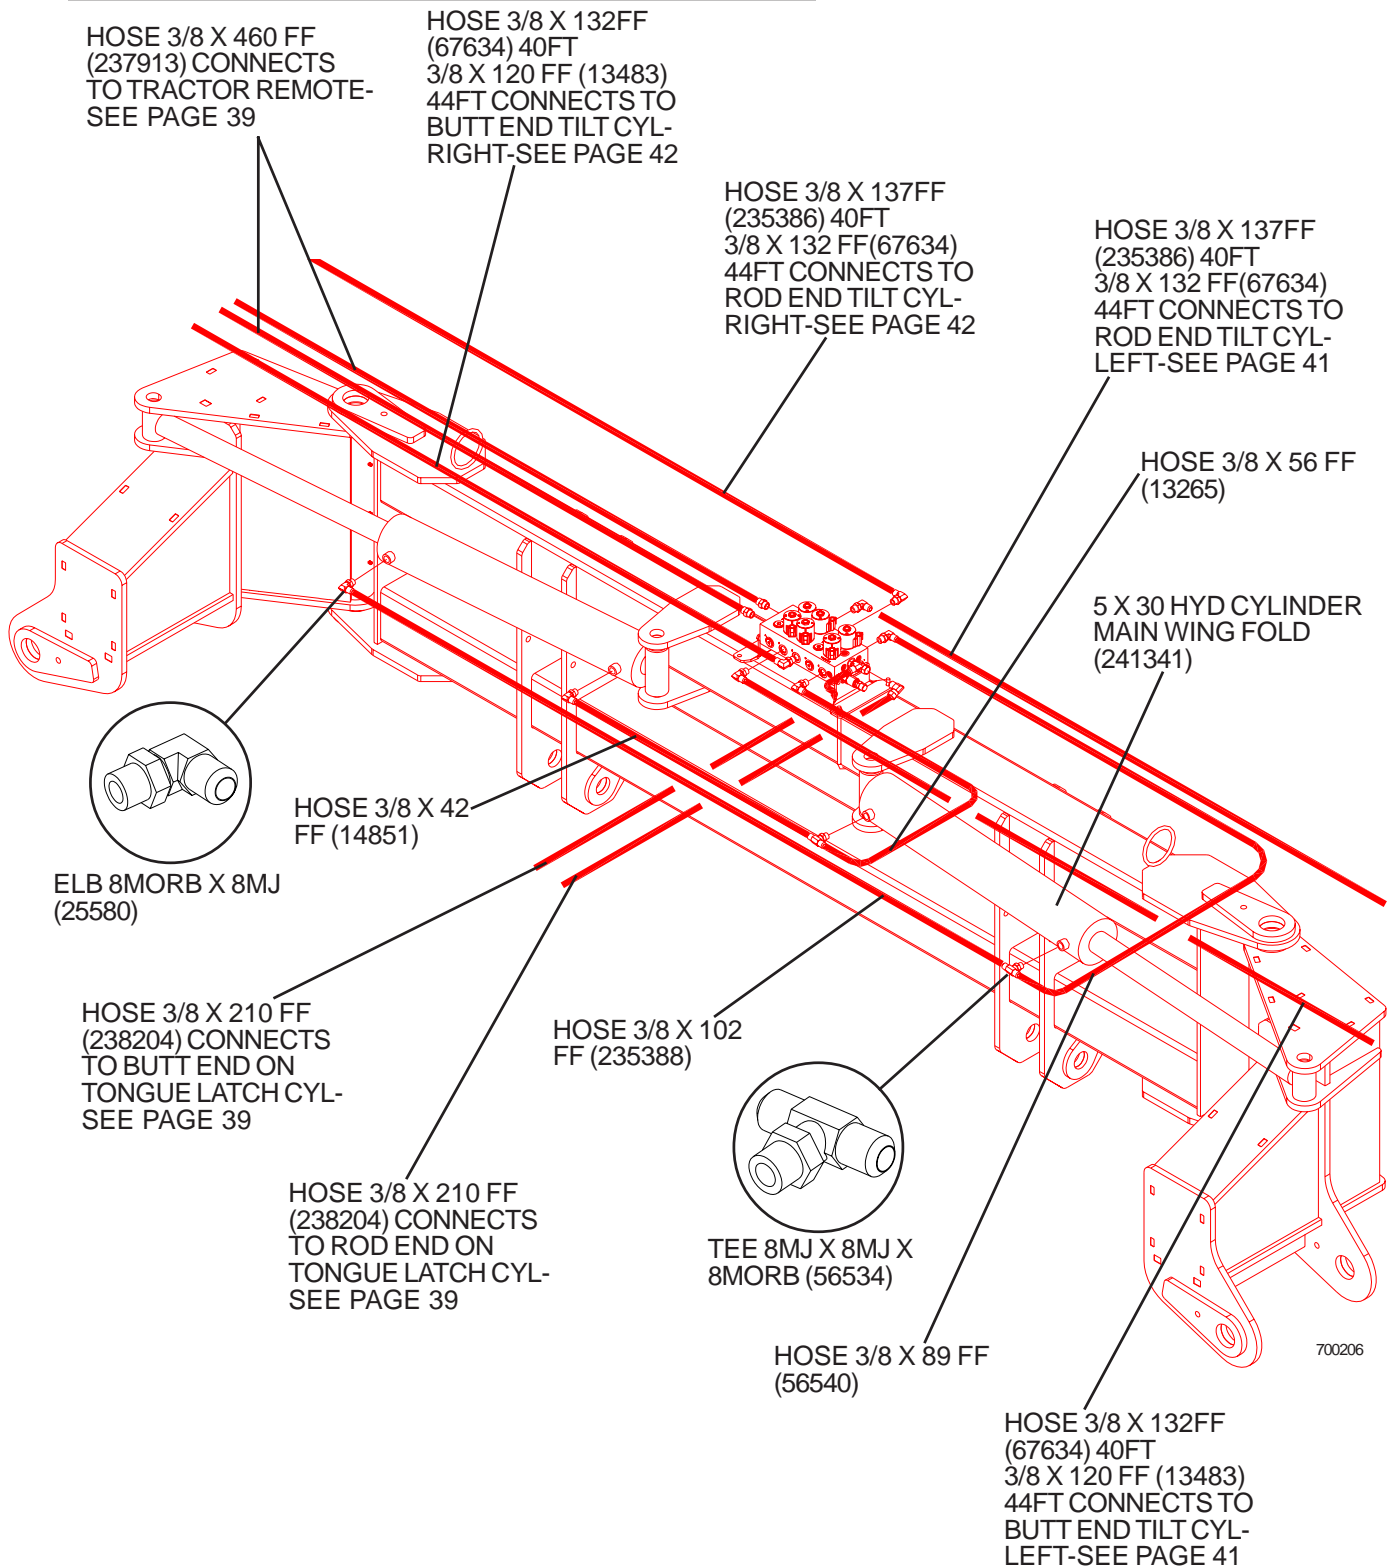 HOSE 3/8 X 460 FF
(237913) CONNECTS
TO TRACTOR REMOTE-
SEE PAGE 39
HOSE 3/8 X 132FF
(67634) 40FT
3/8 X 120 FF (13483)
44FT CONNECTS TO
BUTT END TILT CYL-
RIGHT-SEE PAGE 42
HOSE 3/8 X 137FF
(235386) 40FT
3/8 X 132 FF(67634)
44FT CONNECTS TO
ROD END TILT CYL-
RIGHT-SEE PAGE 42
HOSE 3/8 X 137FF
(235386) 40FT
3/8 X 132 FF(67634)
44FT CONNECTS TO
ROD END TILT CYL-
LEFT-SEE PAGE 41
HOSE 3/8 X 56 FF
(13265)
5 X 30 HYD CYLINDER
MAIN WING FOLD
(241341)
HOSE 3/8 X 42
FF (14851)
ELB 8MORB X 8MJ
(25580)
HOSE 3/8 X 210 FF
(238204) CONNECTS
TO BUTT END ON
TONGUE LATCH CYL-
SEE PAGE 39
HOSE 3/8 X 102
FF (235388)
HOSE 3/8 X 210 FF
(238204) CONNECTS
TO ROD END ON
TONGUE LATCH CYL-
SEE PAGE 39
TEE 8MJ X 8MJ X
8MORB (56534)
HOSE 3/8 X 89 FF
(56540)
700206
HOSE 3/8 X 132FF
(67634) 40FT
3/8 X 120 FF (13483)
44FT CONNECTS TO
BUTT END TILT CYL-
LEFT-SEE PAGE 41